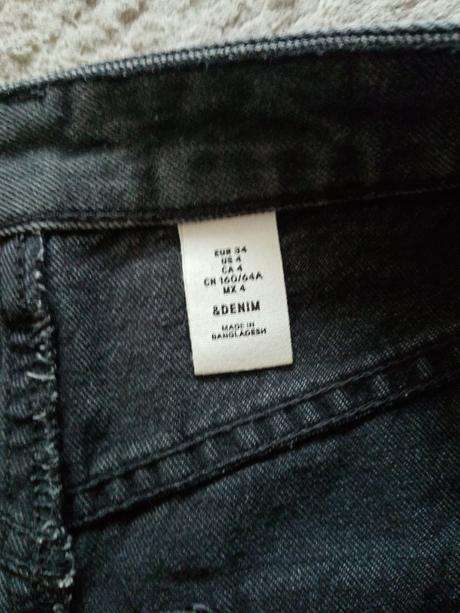 EUR 34
US 4
CA 4
CN 160/64A
MX 4
&DENIM
MADE IN
BANGLADESH